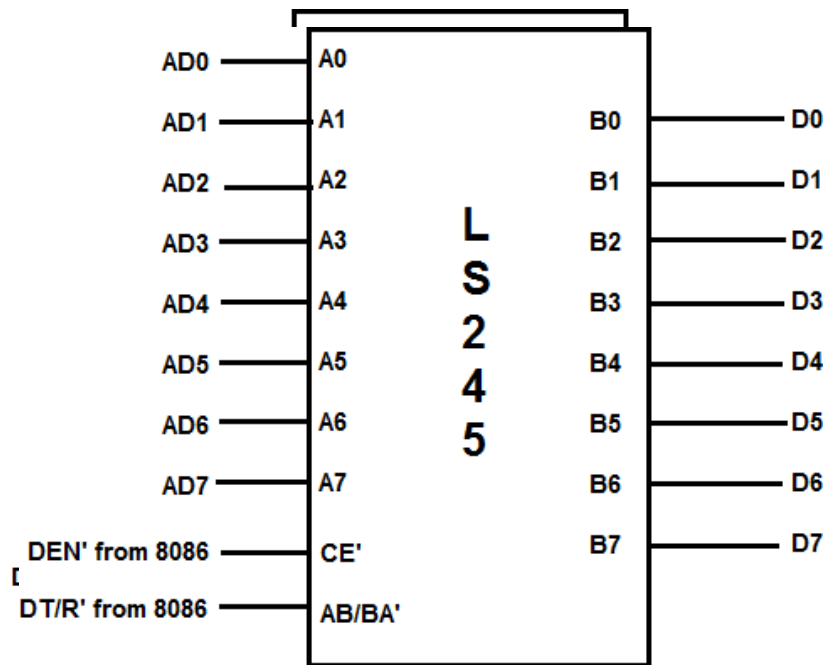 AD0 A0
AD1 A1 B0 D0
AD2 A2 B1 D1
AD3 A3 B2 D2
AD4 A4 B3 D3
AD5 A5 B4 D4
AD6 A6 B5 D5
AD7 A7 B6 D6
DEN' from 8086 CE' B7 D7
DT/R' from 8086 AB/BA'
L
S
2
4
5